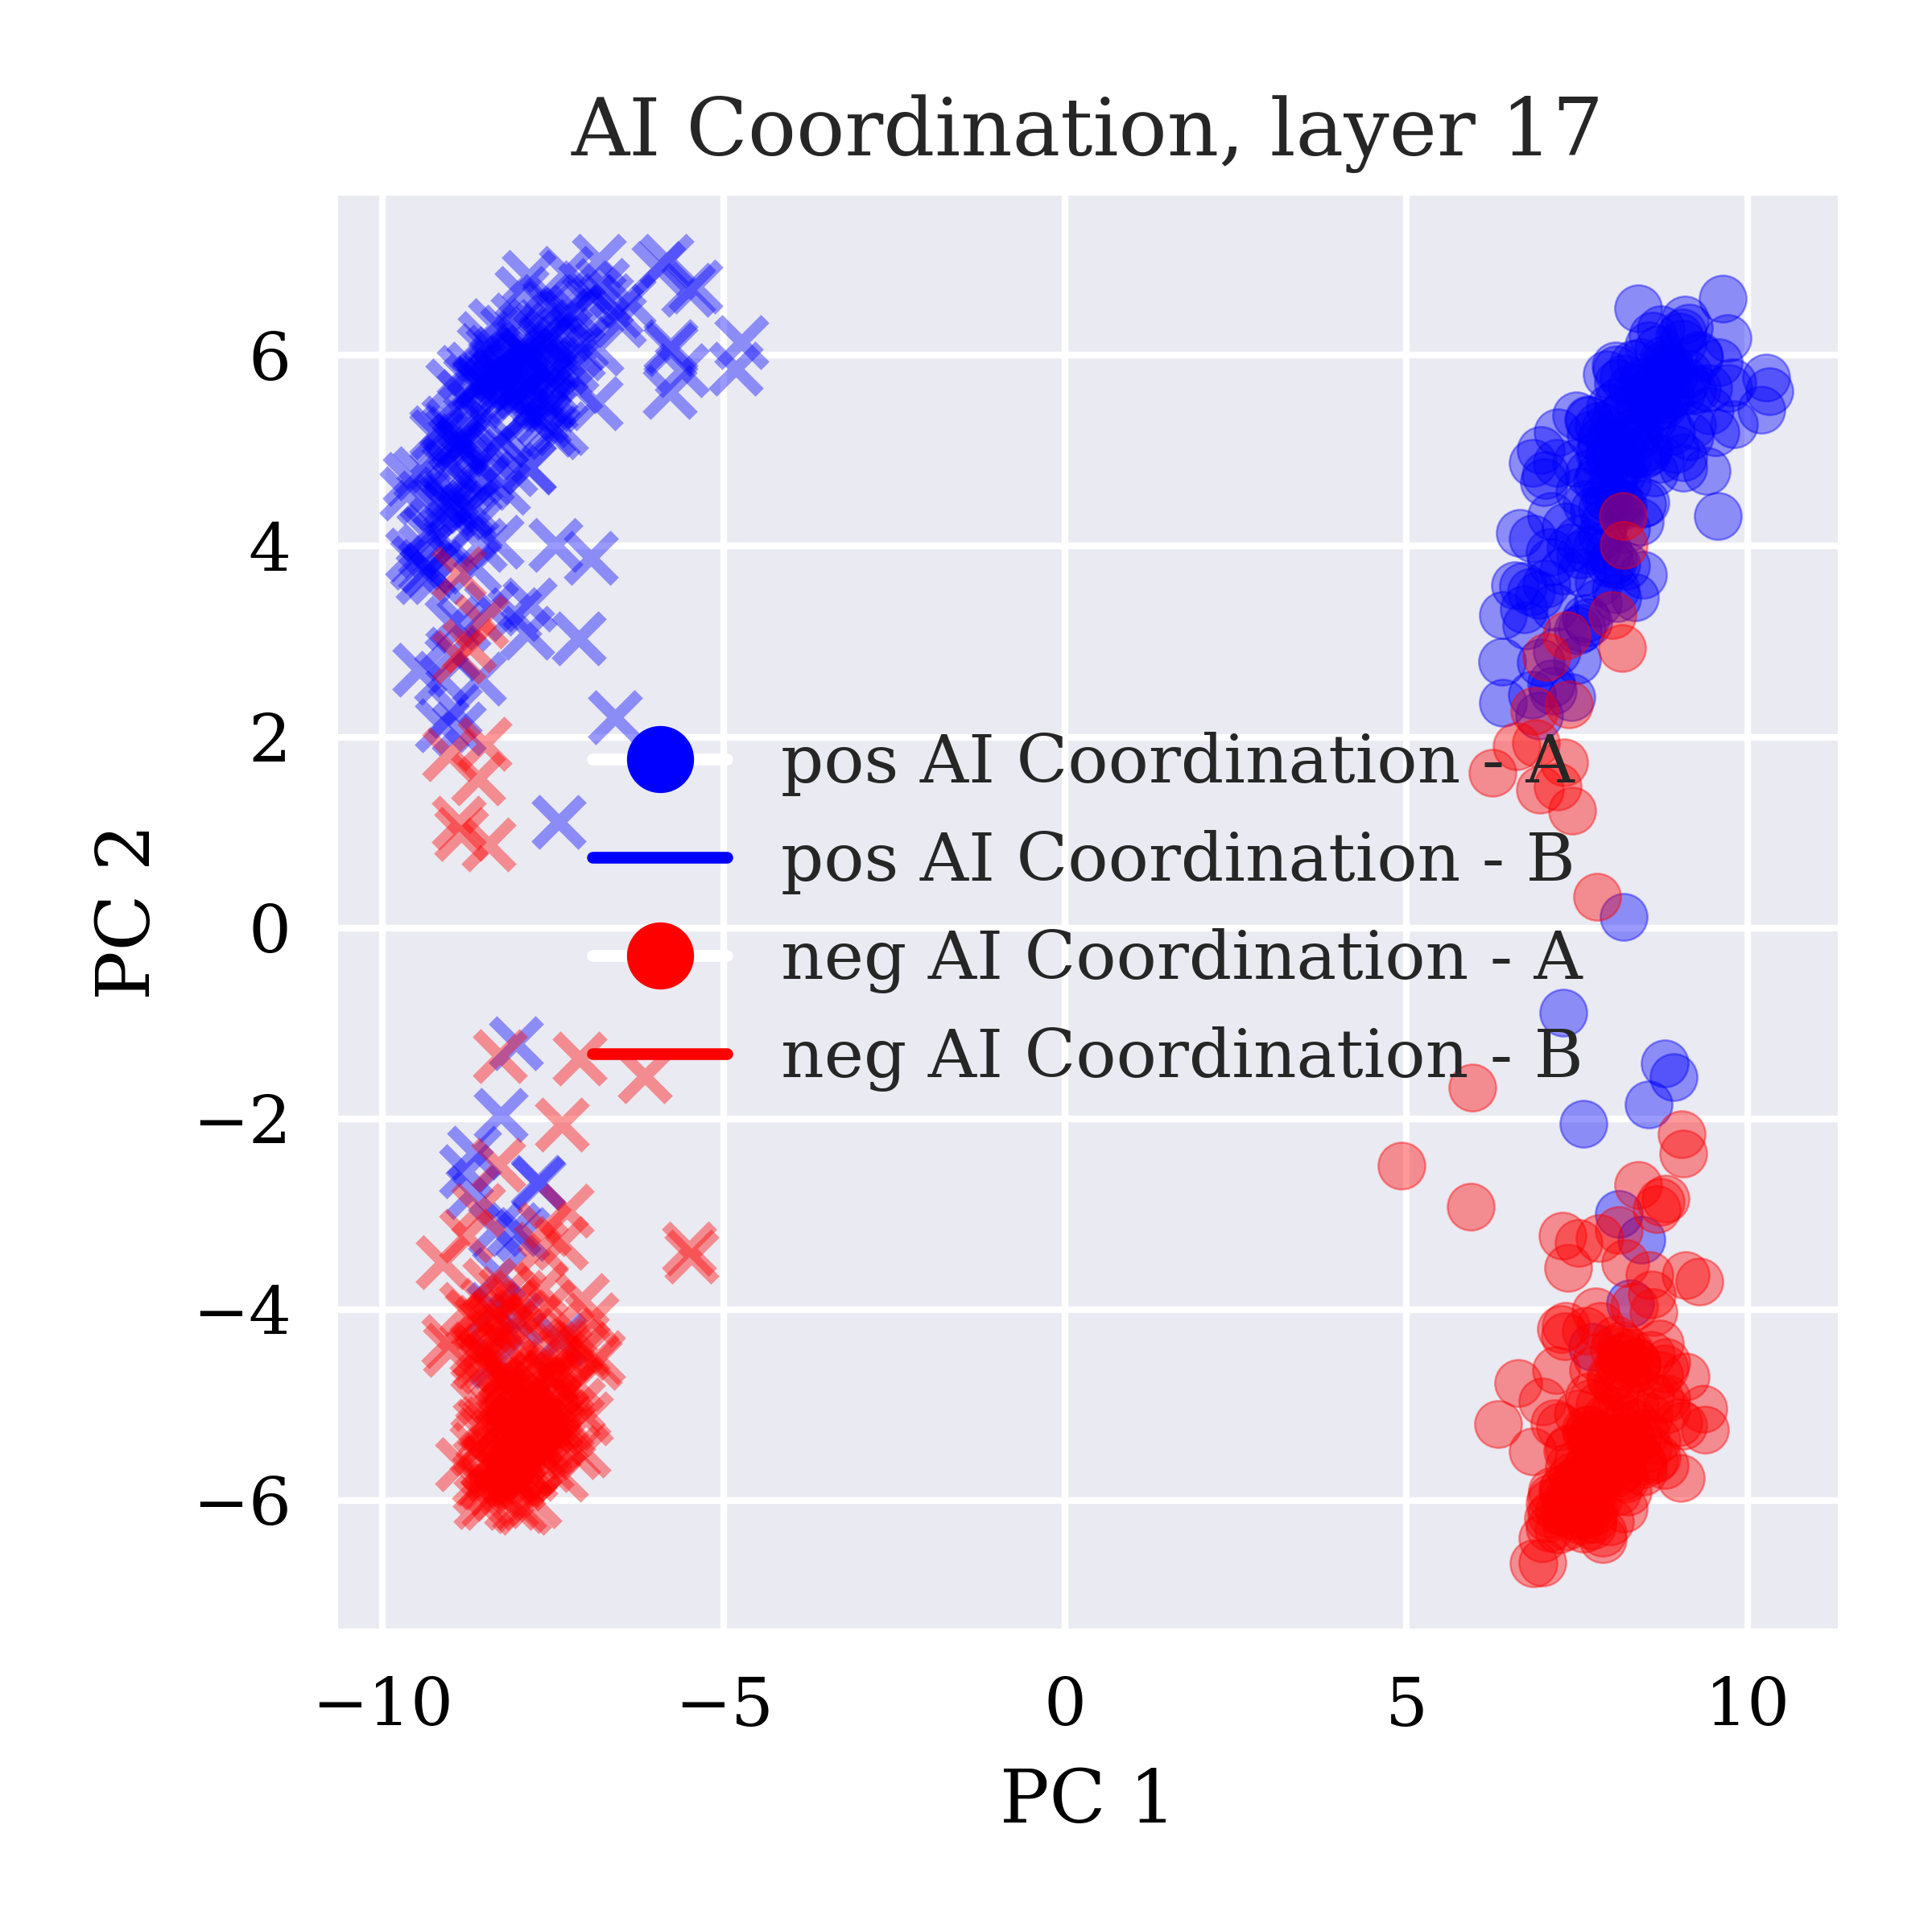 AI Coordination, layer 17
PC 2
6
4
2
0
−2
−4
−6
pos AI Coordination - A
pos AI Coordination - B
neg AI Coordination - A
neg AI Coordination - B
−10 −5 0 5 10
PC 1